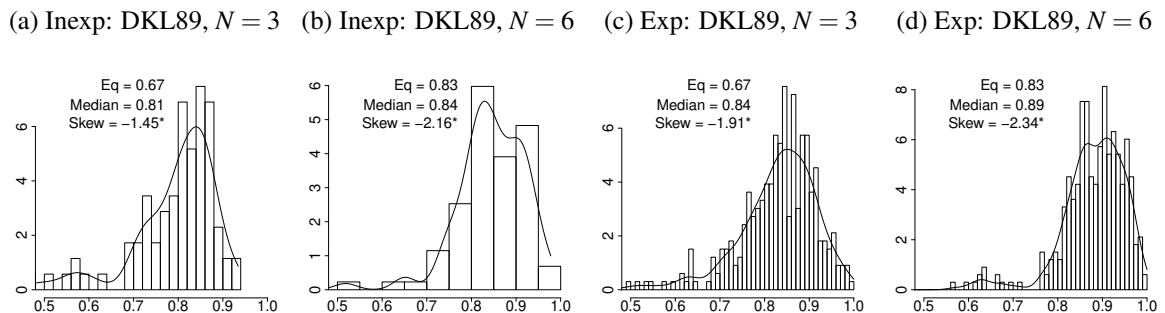 (a) Inexp: DKL89, N = 3
(b) Inexp: DKL89, N = 6
(c) Exp: DKL89, N = 3
(d) Exp: DKL89, N = 6
Eq = 0.67
Median = 0.81
Skew = −1.45*
0 2 4 6
0.5 0.6 0.7 0.8 0.9 1.0
Eq = 0.83
Median = 0.84
Skew = −2.16*
0 1 2 3 4 5 6
0.5 0.6 0.7 0.8 0.9 1.0
Eq = 0.67
Median = 0.84
Skew = −1.91*
0 2 4 6
0.5 0.6 0.7 0.8 0.9 1.0
Eq = 0.83
Median = 0.89
Skew = −2.34*
0 2 4 6 8
0.5 0.6 0.7 0.8 0.9 1.0